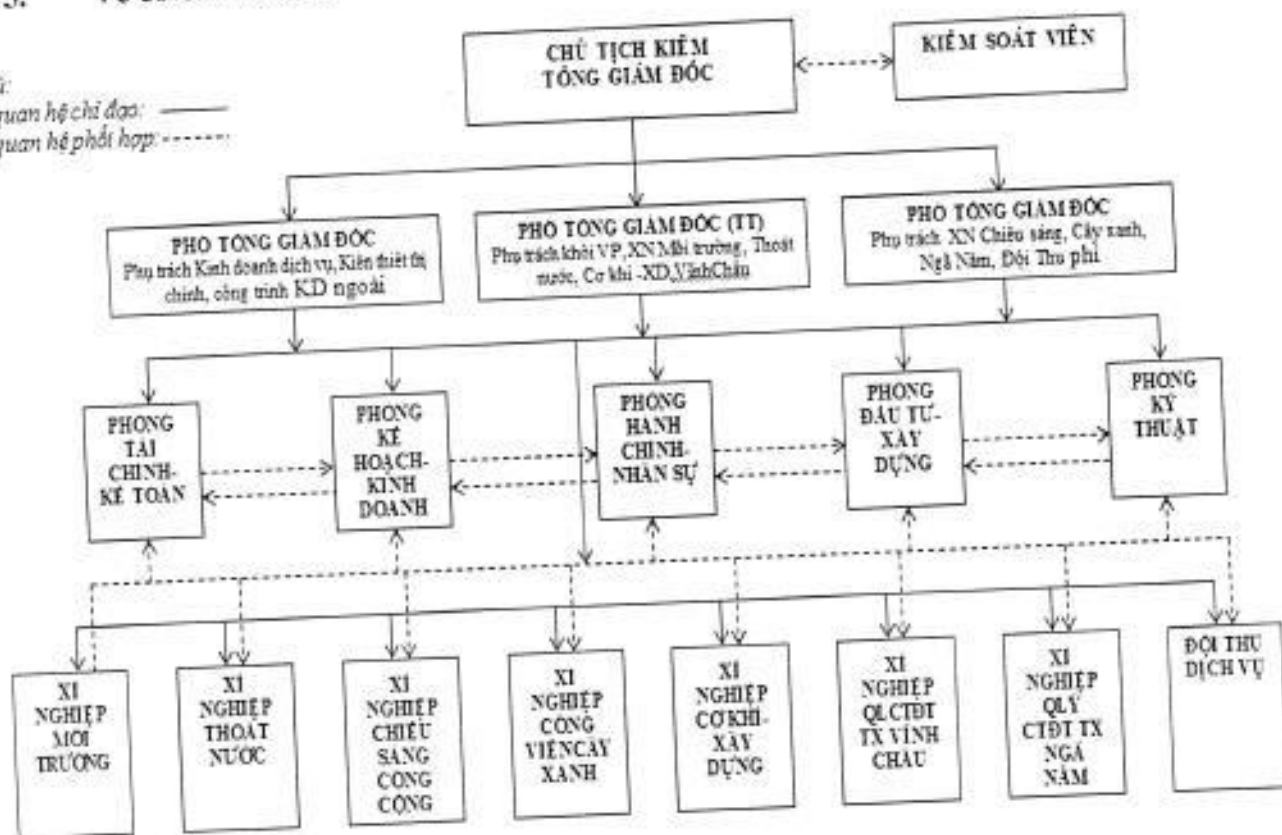 3.
CHỦ TỊCH KIÊM
TỔNG GIÁM ĐỐC
KIỂM SOÁT VIÊN
quan hệ chỉ đạo:
quan hệ phối hợp:
PHÓ TỔNG GIÁM ĐỐC
Phụ trách Kinh doanh dịch vụ, Kiến thiết thị
chính, công trình KD ngoài
PHÓ TỔNG GIÁM ĐỐC (TT)
Phụ trách khối VP, XN Môi trường, Thoát
nước, Cơ khí -XD,VĩnhChâu
PHÓ TỔNG GIÁM ĐỐC
Phụ trách XN Chiếu sáng, Cây xanh,
Ngã Năm, Đội Thu phí
PHÒNG
TÀI
CHÍNH-
KẾ TOÁN
PHÒNG
KẾ
HOẠCH-
KINH
DOANH
PHÒNG
HÀNH
CHÍNH-
NHÂN SỰ
PHÒNG
ĐẦU TƯ-
XÂY
DỰNG
PHÒNG
KỸ
THUẬT
XÍ
NGHIỆP
MÔI
TRƯỜNG
XÍ
NGHIỆP
THOÁT
NƯỚC
XÍ
NGHIỆP
CHIẾU
SÁNG
CÔNG
CỘNG
XÍ
NGHIỆP
CÔNG
VIÊNCÂY
XANH
XÍ
NGHIỆP
CƠ KHÍ-
XÂY
DỰNG
XÍ
NGHIỆP
QLCTĐT
TX VĨNH
CHÂU
XÍ
NGHIỆP
QLÝ
CTĐT TX
NGÃ
NĂM
ĐỘI THU
DỊCH VỤ